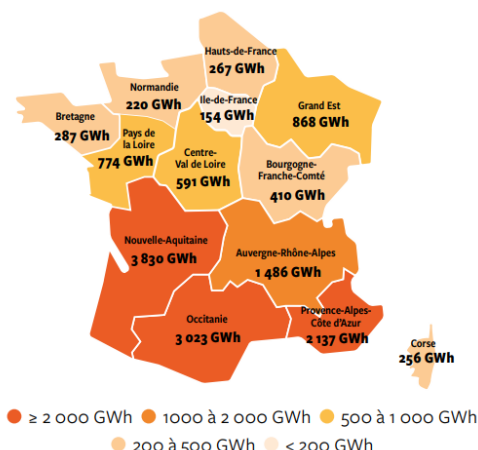 Hauts-de-France
267 GWh
Normandie
220 GWh
Ile-de-France
154 GWh
Grand Est
868 GWh
Bretagne
287 GWh
Pays de
la Loire
774 GWh
Centre-
Val de Loire
591 GWh
Bourgogne-
Franche-Comté
410 GWh
Nouvelle-Aquitaine
3 830 GWh
Auvergne-Rhône-Alpes
1 486 GWh
Occitanie
3 023 GWh
Provence-Alpes-
Côte d'Azur
2 137 GWh
Corse
256 GWh
≥ 2 000 GWh 1000 à 2 000 GWh 500 à 1 000 GWh
200 à 500 GWh < 200 GWh